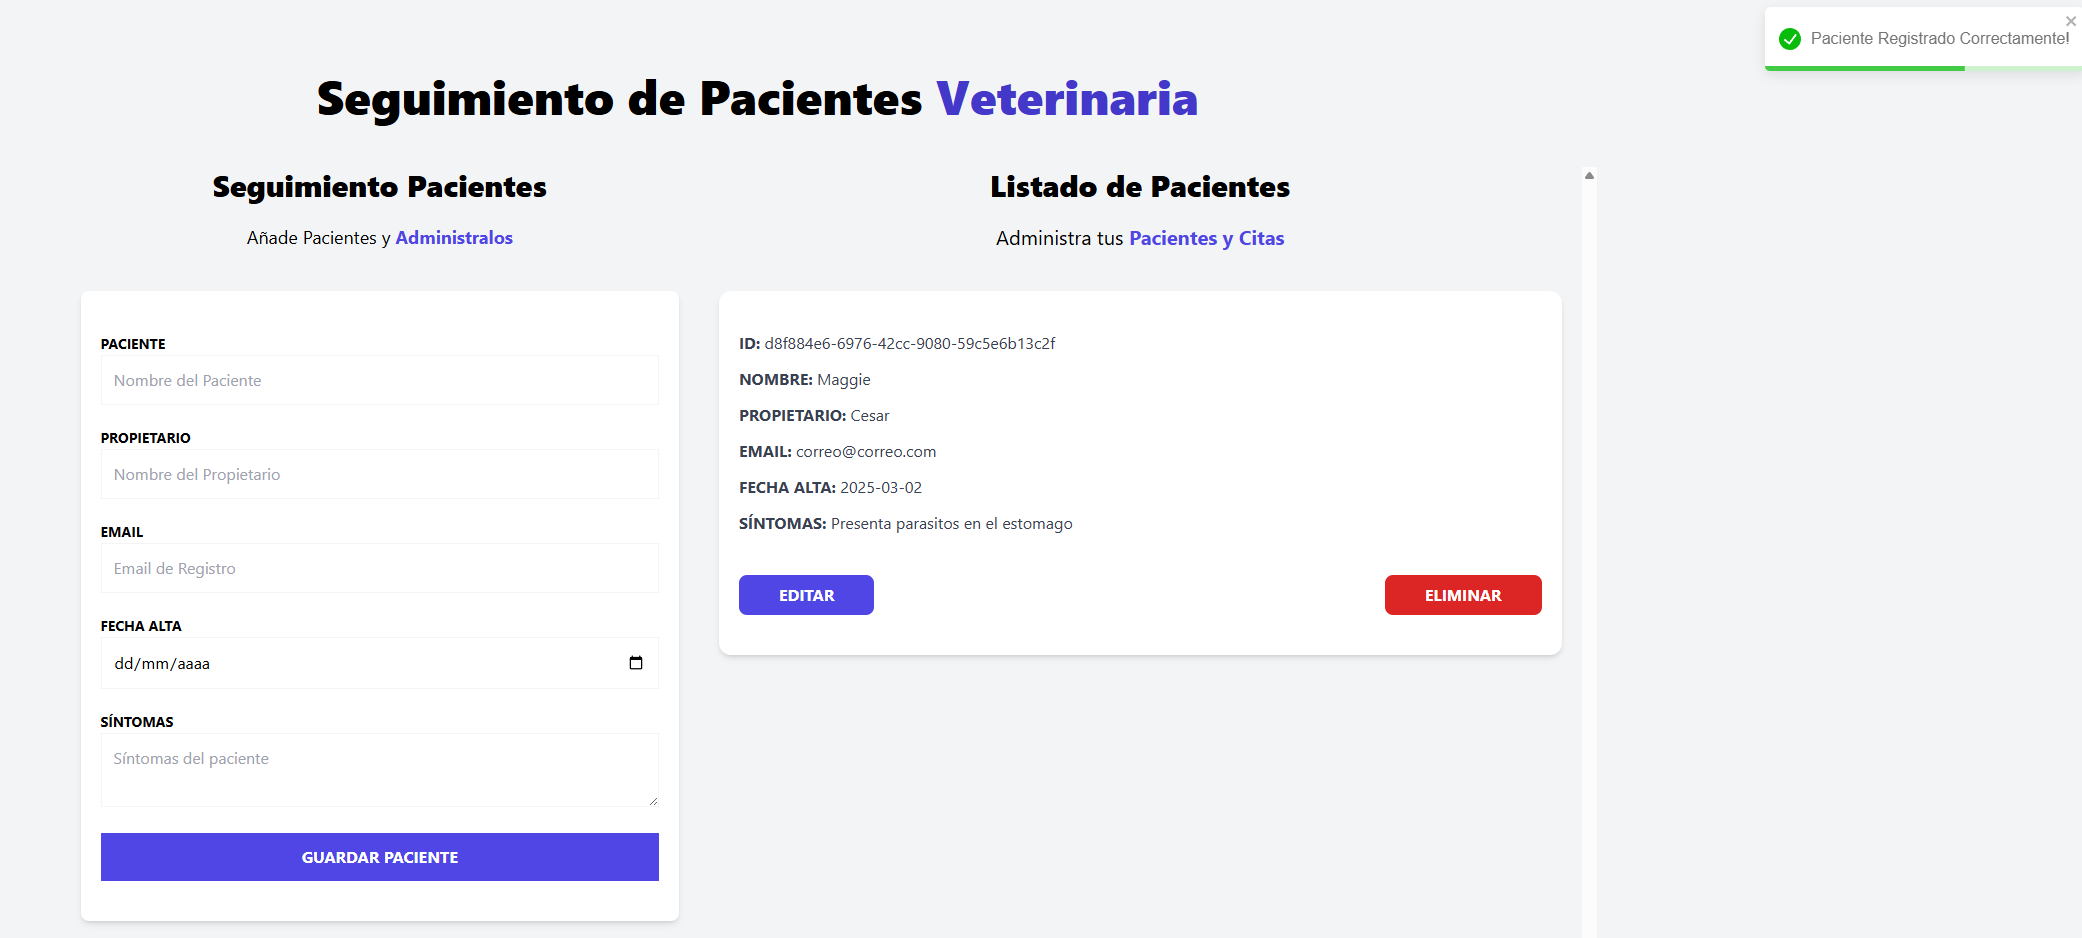 Paciente Registrado Correctamente!
Seguimiento de Pacientes Veterinaria
Seguimiento Pacientes
Añade Pacientes y Administralos
PACIENTE
Nombre del Paciente
PROPIETARIO
Nombre del Propietario
EMAIL
Email de Registro
FECHA ALTA
dd/mm/aaaa
SÍNTOMAS
Síntomas del paciente
GUARDAR PACIENTE
Listado de Pacientes
Administra tus Pacientes y Citas
ID: d8f884e6-6976-42cc-9080-59c5e6b13c2f
NOMBRE: Maggie
PROPIETARIO: Cesar
EMAIL: correo@correo.com
FECHA ALTA: 2025-03-02
SÍNTOMAS: Presenta parasitos en el estomago
EDITAR
ELIMINAR